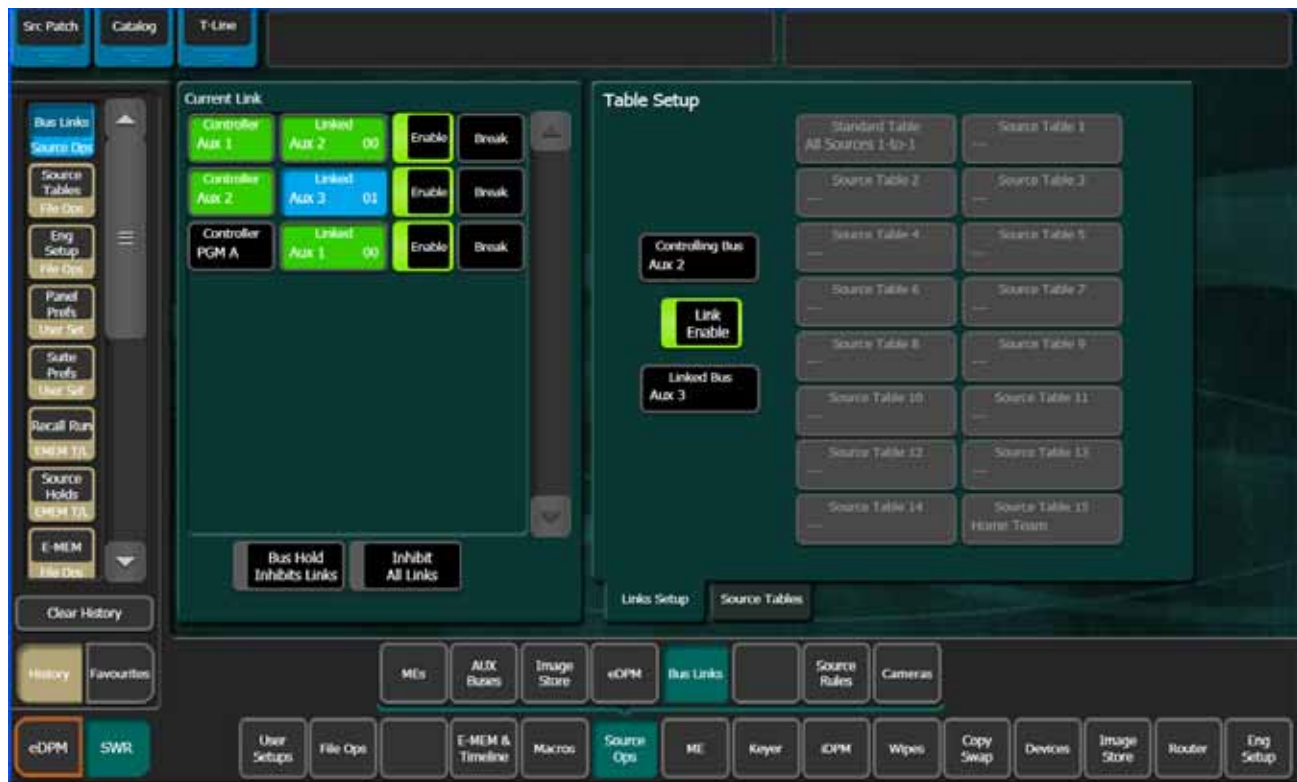 Src Patch
Catalog
T-Line
Bus Links
Source Ops
Source
Tables
File Ops
Eng
Setup
File Ops
Panel
Prefs
User Set
Suite
Prefs
User Set
Recall Run
EMEM T/L
Source
Holds
EMEM T/L
E-MEM
File Ops
Clear History
History
Favourites
eDPM
SWR
Current Link
Controller
Aux 1
Linked
Aux 2 00
Enable
Break
Controller
Aux 2
Linked
Aux 3 01
Enable
Break
Controller
PGM A
Linked
Aux 1 00
Enable
Break
Bus Hold
Inhibits Links
Inhibit
All Links
Table Setup
Controlling Bus
Aux 2
Link
Enable
Linked Bus
Aux 3
Standard Table
All Sources 1-to-1
Source Table 1
---
Source Table 2
---
Source Table 3
---
Source Table 4
---
Source Table 5
---
Source Table 6
---
Source Table 7
---
Source Table 8
---
Source Table 9
---
Source Table 10
---
Source Table 11
---
Source Table 12
---
Source Table 13
---
Source Table 14
---
Source Table 15
Home Team
Links Setup
Source Tables
MEs
AUX
Buses
Image
Store
eDPM
Bus Links
Source
Rules
Cameras
User
Setups
File Ops
E-MEM &
Timeline
Macros
Source
Ops
ME
Keyer
iDPM
Wipes
Copy
Swap
Devices
Image
Store
Router
Eng
Setup